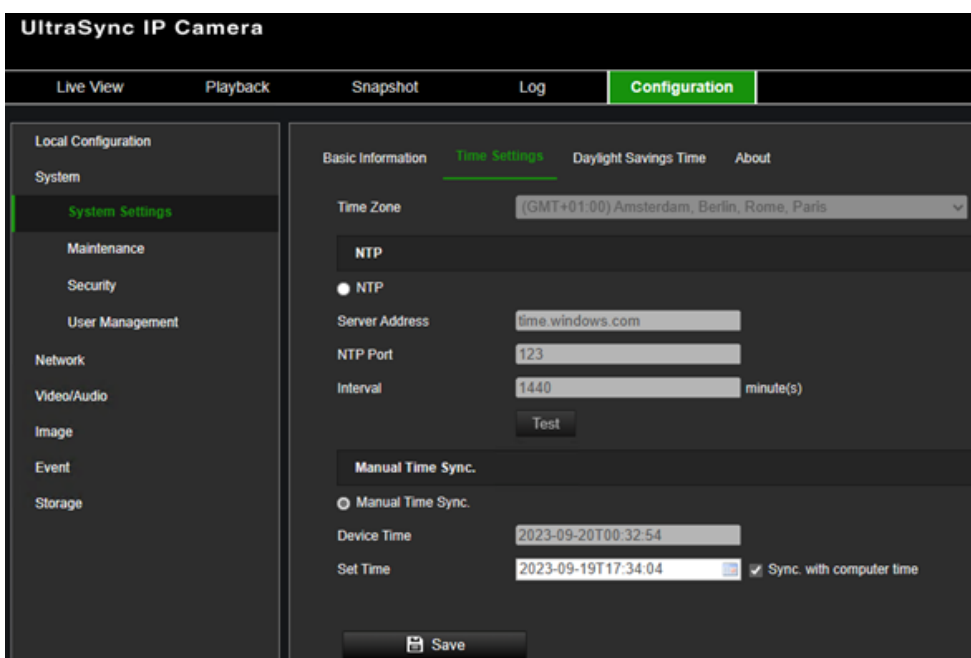 UltraSync IP Camera
Live View Playback Snapshot Log Configuration
Local Configuration
System
System Settings
Maintenance
Security
User Management
Network
Video/Audio
Image
Event
Storage
Basic Information Time Settings Daylight Savings Time About
Time Zone (GMT+01:00) Amsterdam, Berlin, Rome, Paris
NTP
NTP
Server Address time.windows.com
NTP Port 123
Interval 1440 minute(s)
Test
Manual Time Sync.
Manual Time Sync.
Device Time 2023-09-20T00:32:54
Set Time 2023-09-19T17:34:04 Sync. with computer time
Save